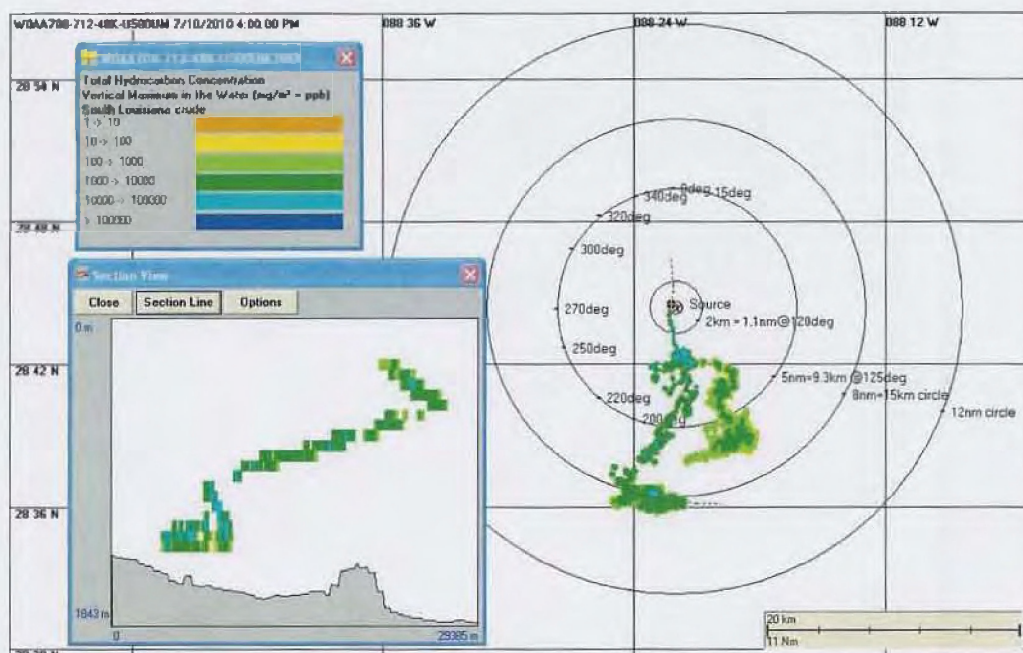 W0AA708-712-48K-U500UM 7/10/2010 4:00:00 PM
088 36 W
088 24 W
088 12 W
28 54 N
28 48 N
28 42 N
28 36 N
Total Hydrocarbon Concentration
Vertical Maximum in the Water (mg/m³ ~ ppb)
South Louisiana crude
1 -> 10
10 -> 100
100 -> 1000
1000 -> 10000
10000 -> 100000
> 100000
Section View
Close
Section Line
Options
0 m
1843 m
0
29385 m
340deg
0deg
15deg
320deg
300deg
270deg
250deg
220deg
200deg
Source
2km = 1.1nm@120deg
5nm=9.3km @125deg
8nm=15km circle
12nm circle
20 km
11 Nm